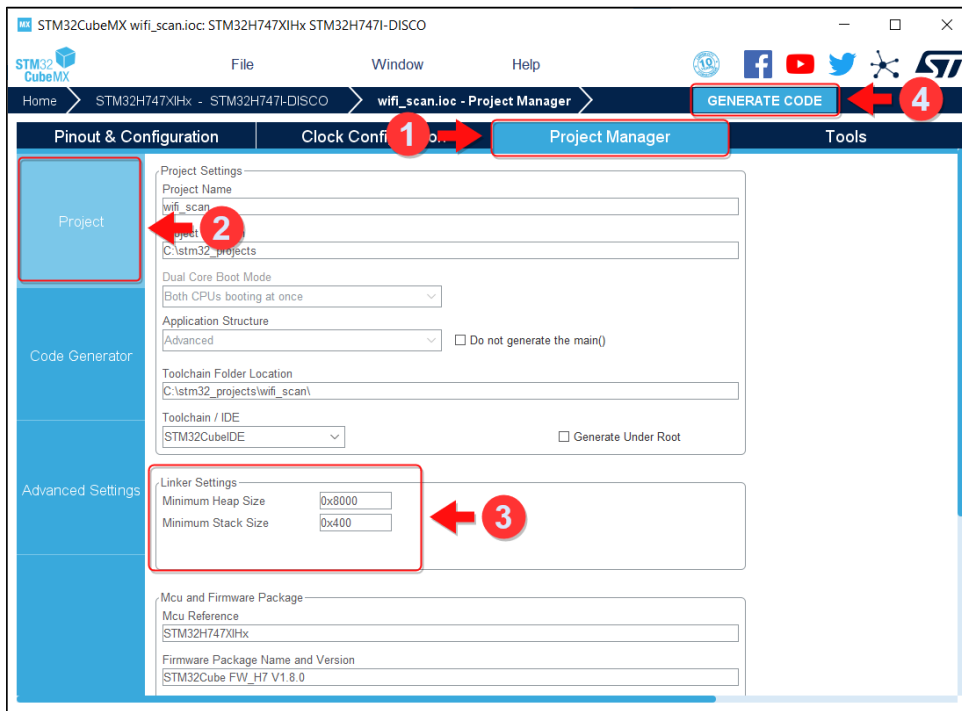 MX STM32CubeMX wifi_scan.ioc: STM32H747XIHx STM32H747I-DISCO
STM32
CubeMX
File Window Help
10
ST
Home STM32H747XIHx - STM32H747I-DISCO wifi_scan.ioc - Project Manager GENERATE CODE 4
Pinout & Configuration Clock 1 Project Manager Tools
Project Settings
Project Name
wifi_scan
Project 2
C:\stm32_projects
Dual Core Boot Mode
Both CPUs booting at once
Application Structure
Advanced Do not generate the main()
Code Generator
Toolchain Folder Location
C:\stm32_projects\wifi_scan\
Toolchain / IDE
STM32CubeIDE Generate Under Root
Advanced Settings
Linker Settings
Minimum Heap Size 0x8000
Minimum Stack Size 0x400
3
Mcu and Firmware Package
Mcu Reference
STM32H747XIHx
Firmware Package Name and Version
STM32Cube FW_H7 V1.8.0